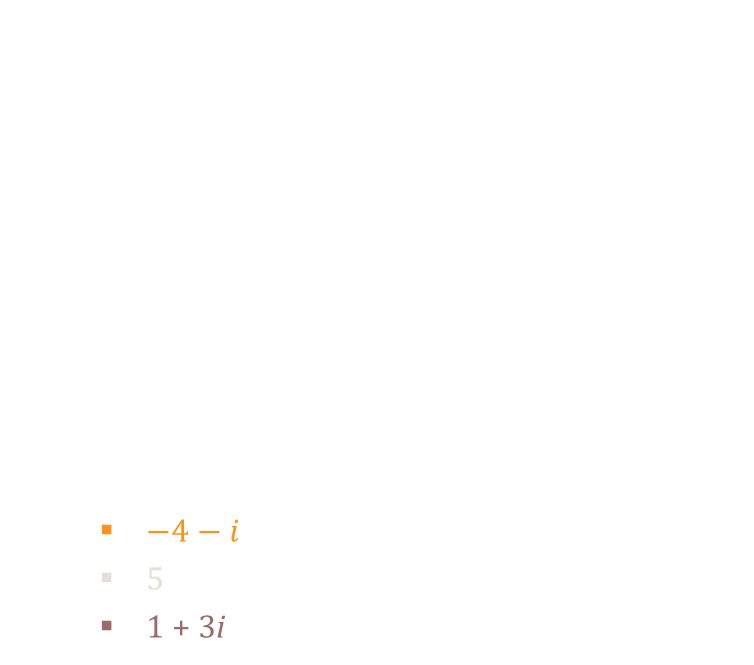 ▪ −4 − i
▪ 5
▪ 1 + 3i